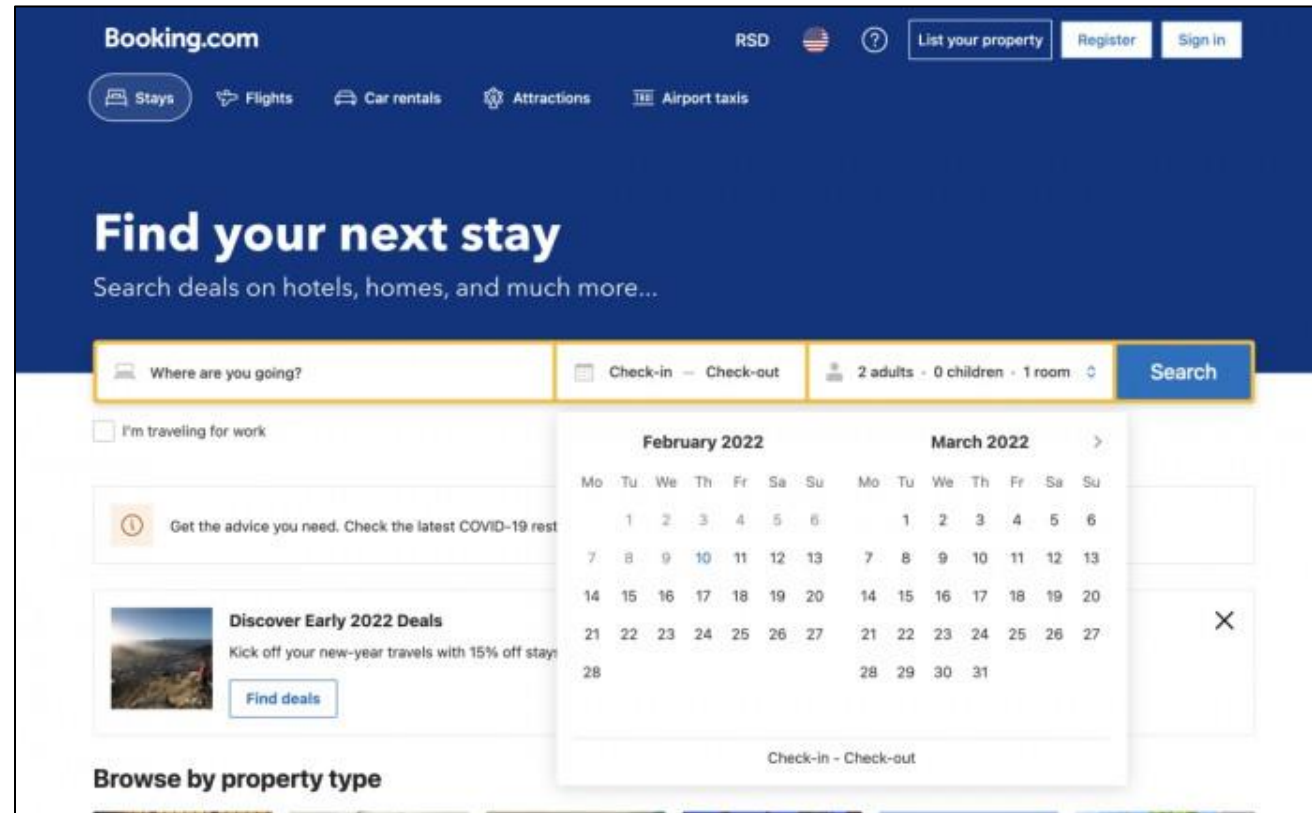 Booking.com
RSD
List your property
Register
Sign in
Stays
Flights
Car rentals
Attractions
Airport taxis
Find your next stay
Search deals on hotels, homes, and much more...
Where are you going?
Check-in — Check-out
2 adults · 0 children · 1 room
Search
I'm traveling for work
Get the advice you need. Check the latest COVID-19 rest
Discover Early 2022 Deals
Kick off your new-year travels with 15% off stays
Find deals
February 2022
Mo Tu We Th Fr Sa Su
1 2 3 4 5 6
7 8 9 10 11 12 13
14 15 16 17 18 19 20
21 22 23 24 25 26 27
28
March 2022
Mo Tu We Th Fr Sa Su
1 2 3 4 5 6
7 8 9 10 11 12 13
14 15 16 17 18 19 20
21 22 23 24 25 26 27
28 29 30 31
Check-in - Check-out
Browse by property type